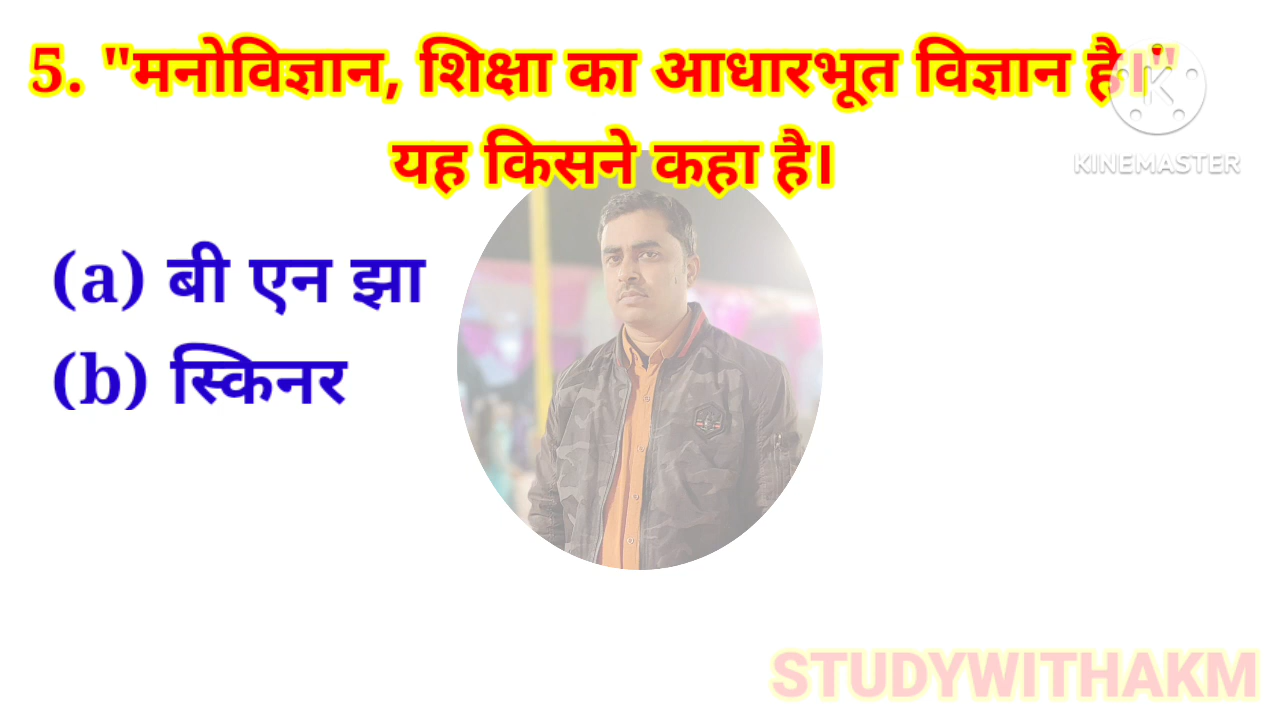 5. "मनोविज्ञान, शिक्षा का आधारभूत विज्ञान है।"
यह किसने कहा है।
(a) बी एन झा
(b) स्किनर
KINEMASTER
STUDYWITHAKM